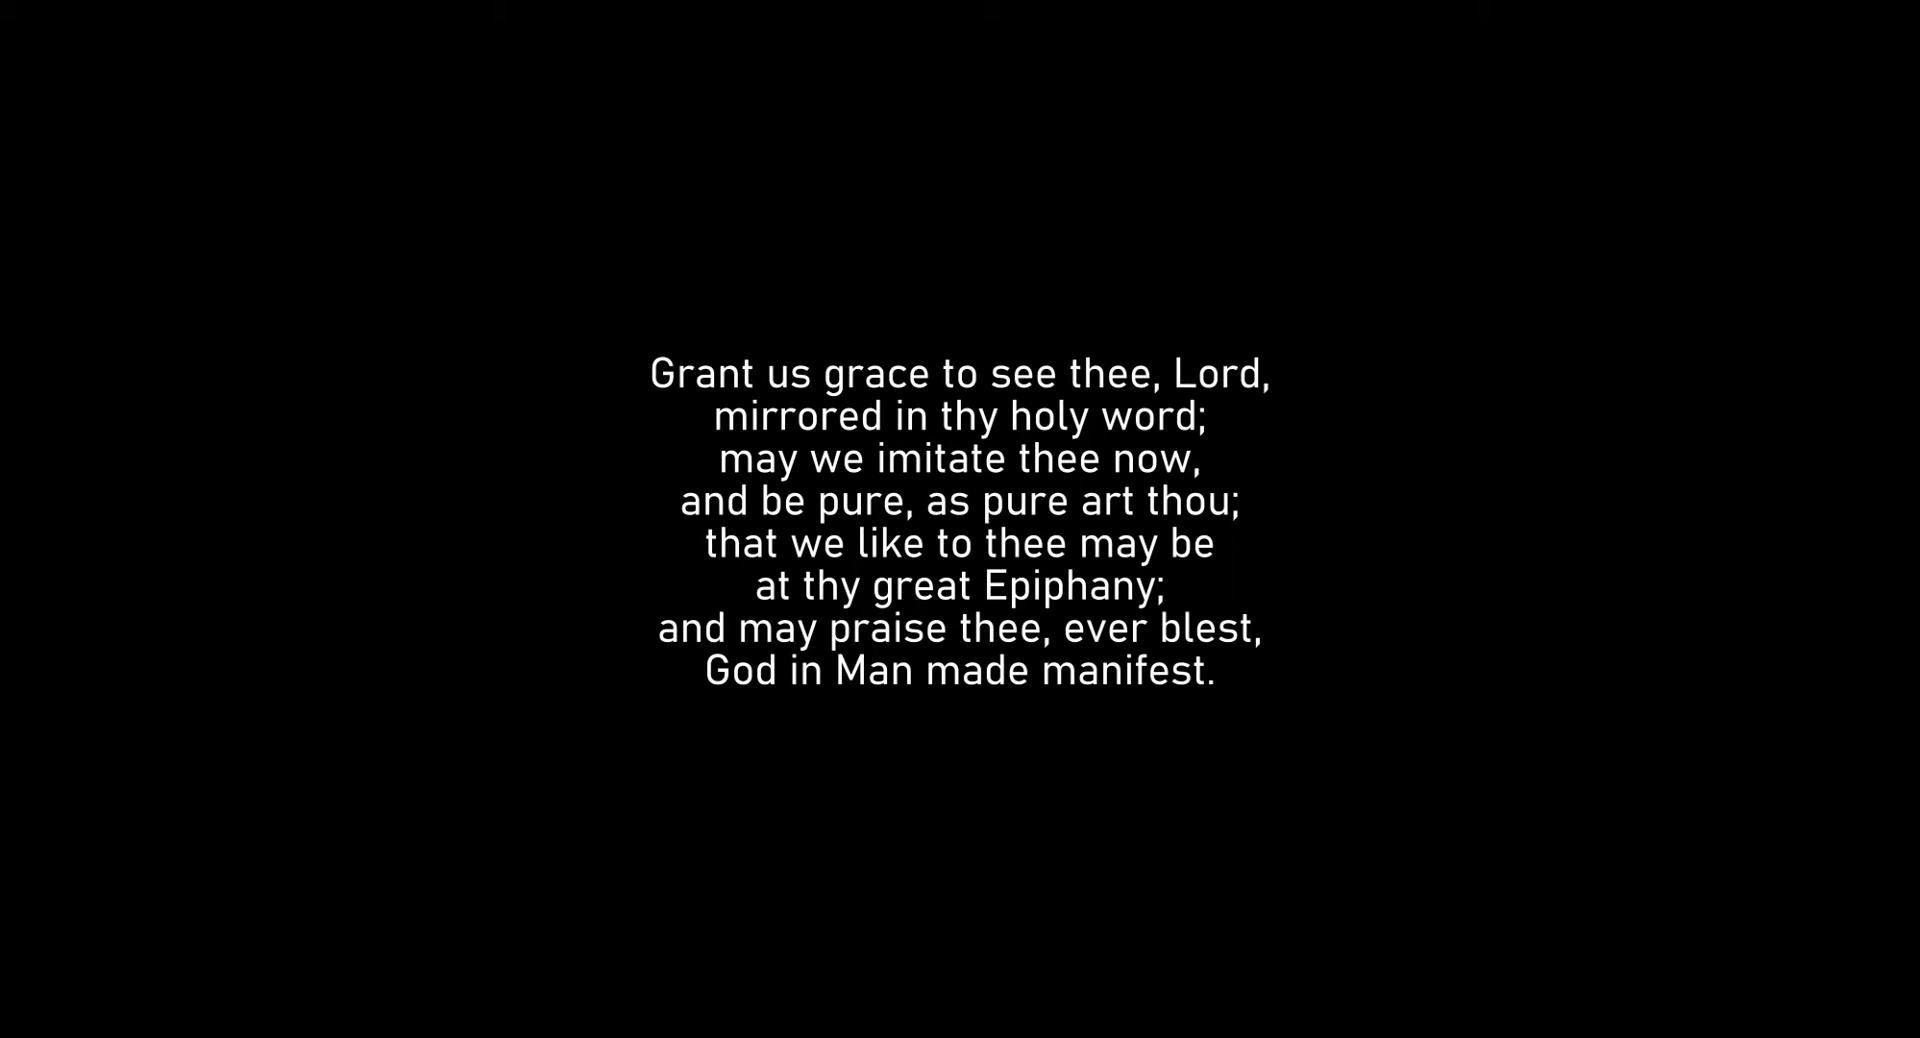 Grant us grace to see thee, Lord,
mirrored in thy holy word;
may we imitate thee now,
and be pure, as pure art thou;
that we like to thee may be
at thy great Epiphany;
and may praise thee, ever blest,
God in Man made manifest.